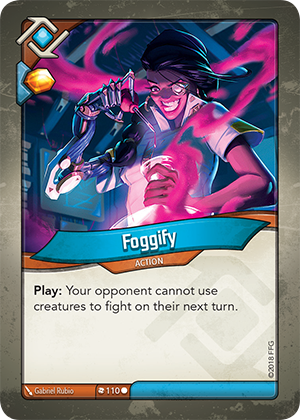 Foggify
ACTION
Play: Your opponent cannot use
creatures to fight on their next turn.
Gabriel Rubio
110
©2018 FFG